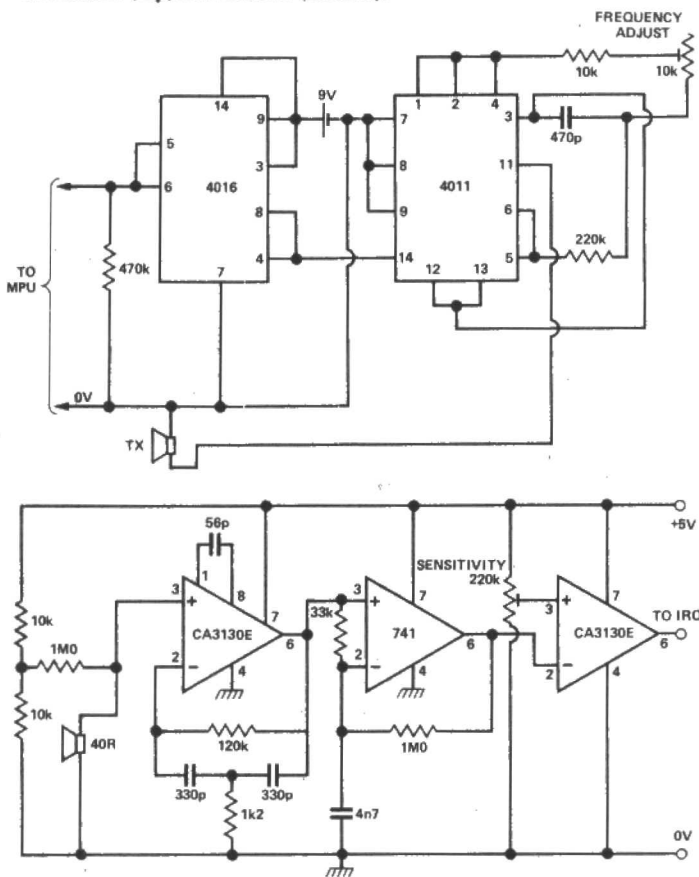 FREQUENCY
ADJUST
10k
10k
14
9V
1
2
4
5
6
9
3
8
4
7
4016
7
8
9
14
4011
3
11
6
5
12
13
470p
220k
TO
MPU
470k
0V
TX
+5V
56p
1
8
3
+
CA3130E
2
−
7
6
4
10k
1M0
10k
40R
120k
330p
330p
1k2
33k
3
+
741
2
−
7
6
4
1M0
4n7
SENSITIVITY
220k
3
+
CA3130E
2
−
7
6
4
TO IRQ
0V